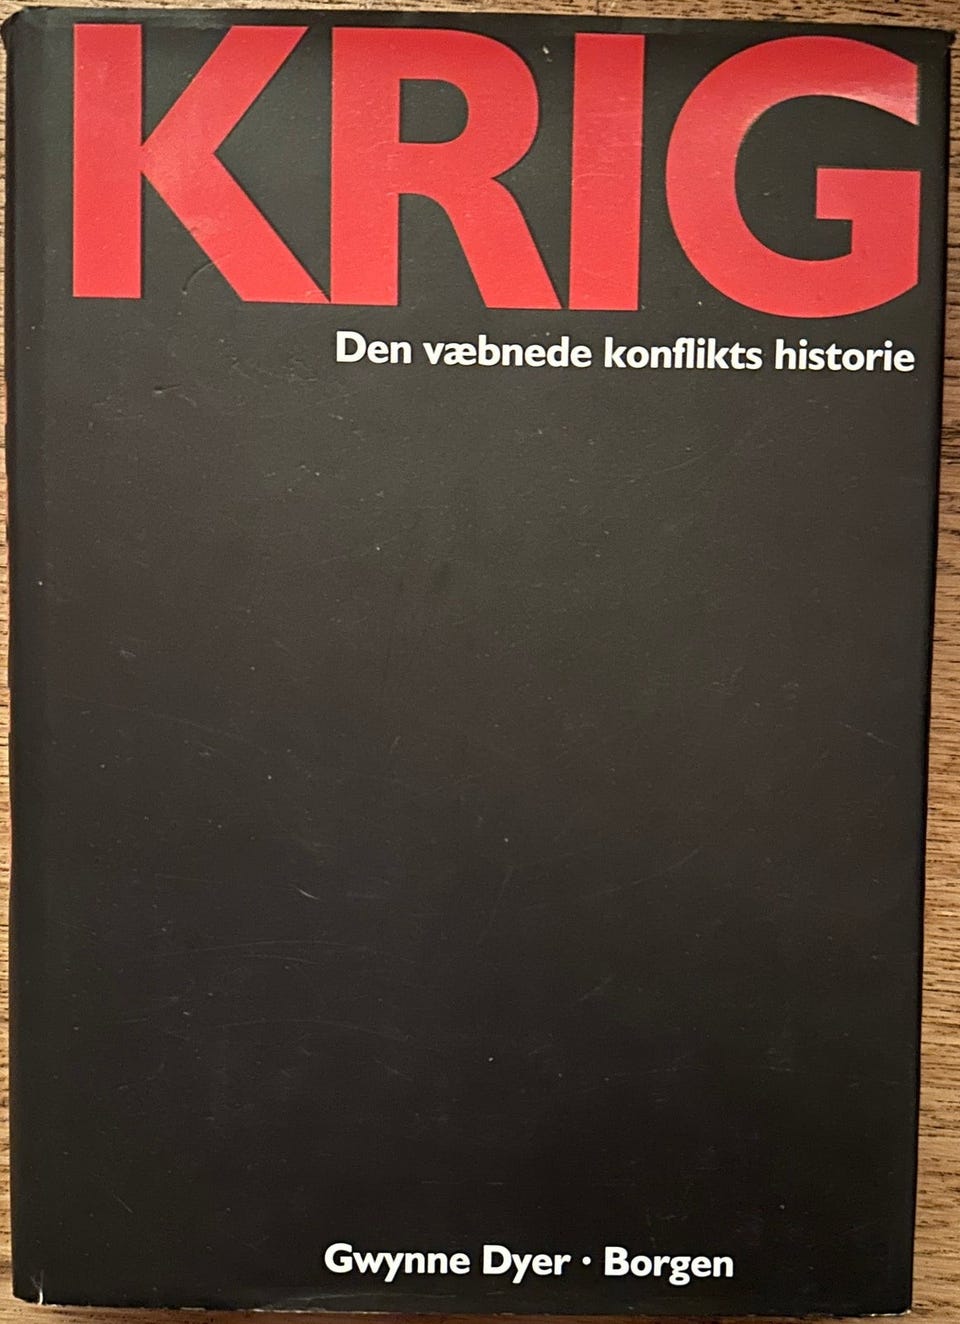 KRIG
Den væbnede konflikts historie
Gwynne Dyer · Borgen